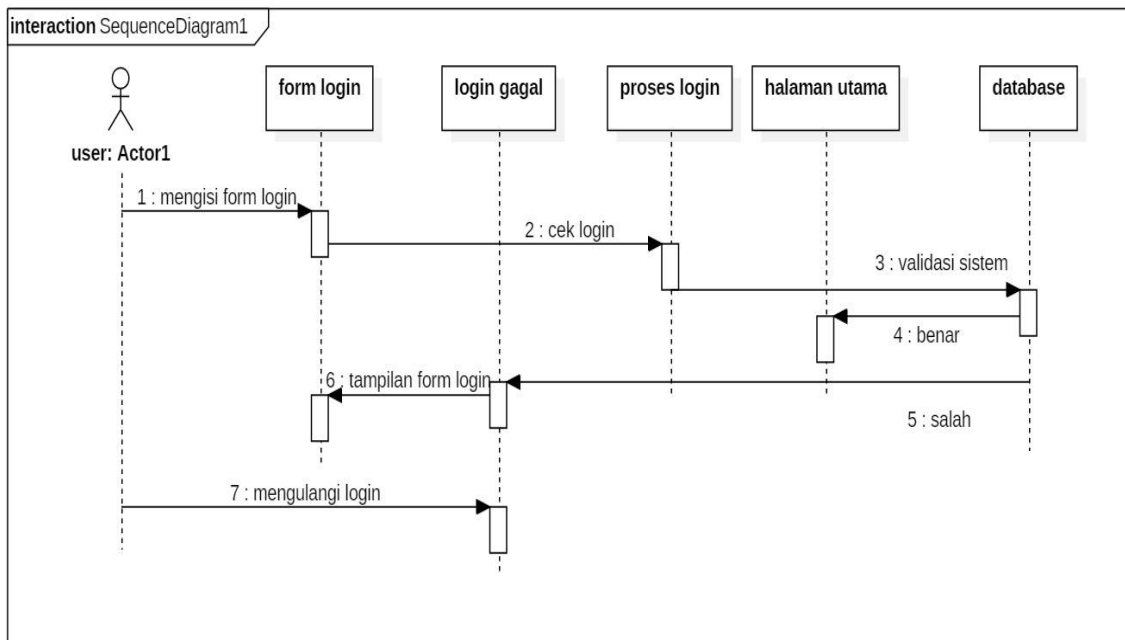 interaction SequenceDiagram1
form login
login gagal
proses login
halaman utama
database
user: Actor1
1 : mengisi form login
2 : cek login
3 : validasi sistem
4 : benar
6 : tampilan form login
5 : salah
7 : mengulangi login